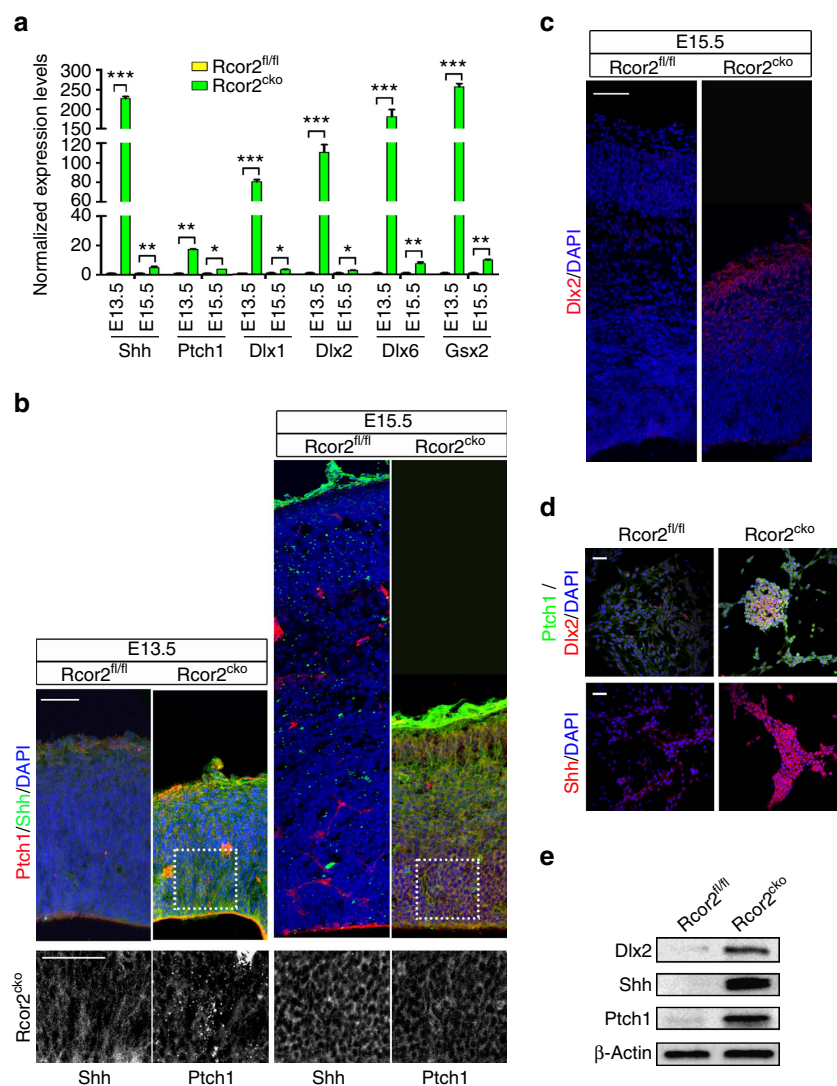 a
Normalized expression levels
Rcor2fl/fl
Rcor2cko
300
250
200
150
120
100
80
60
40
20
0
*** ** ** * *** * *** * *** ** *** **
E13.5 E15.5 E13.5 E15.5 E13.5 E15.5 E13.5 E15.5 E13.5 E15.5 E13.5 E15.5
Shh Ptch1 Dlx1 Dlx2 Dlx6 Gsx2
b
E15.5
Rcor2fl/fl Rcor2cko
E13.5
Rcor2fl/fl Rcor2cko
Ptch1/Shh/DAPI
Rcor2cko
Shh Ptch1 Shh Ptch1
c
E15.5
Rcor2fl/fl Rcor2cko
Dlx2/DAPI
d
Rcor2fl/fl Rcor2cko
Ptch1/
Dlx2/DAPI
Shh/DAPI
e
Rcor2fl/fl Rcor2cko
Dlx2
Shh
Ptch1
β-Actin